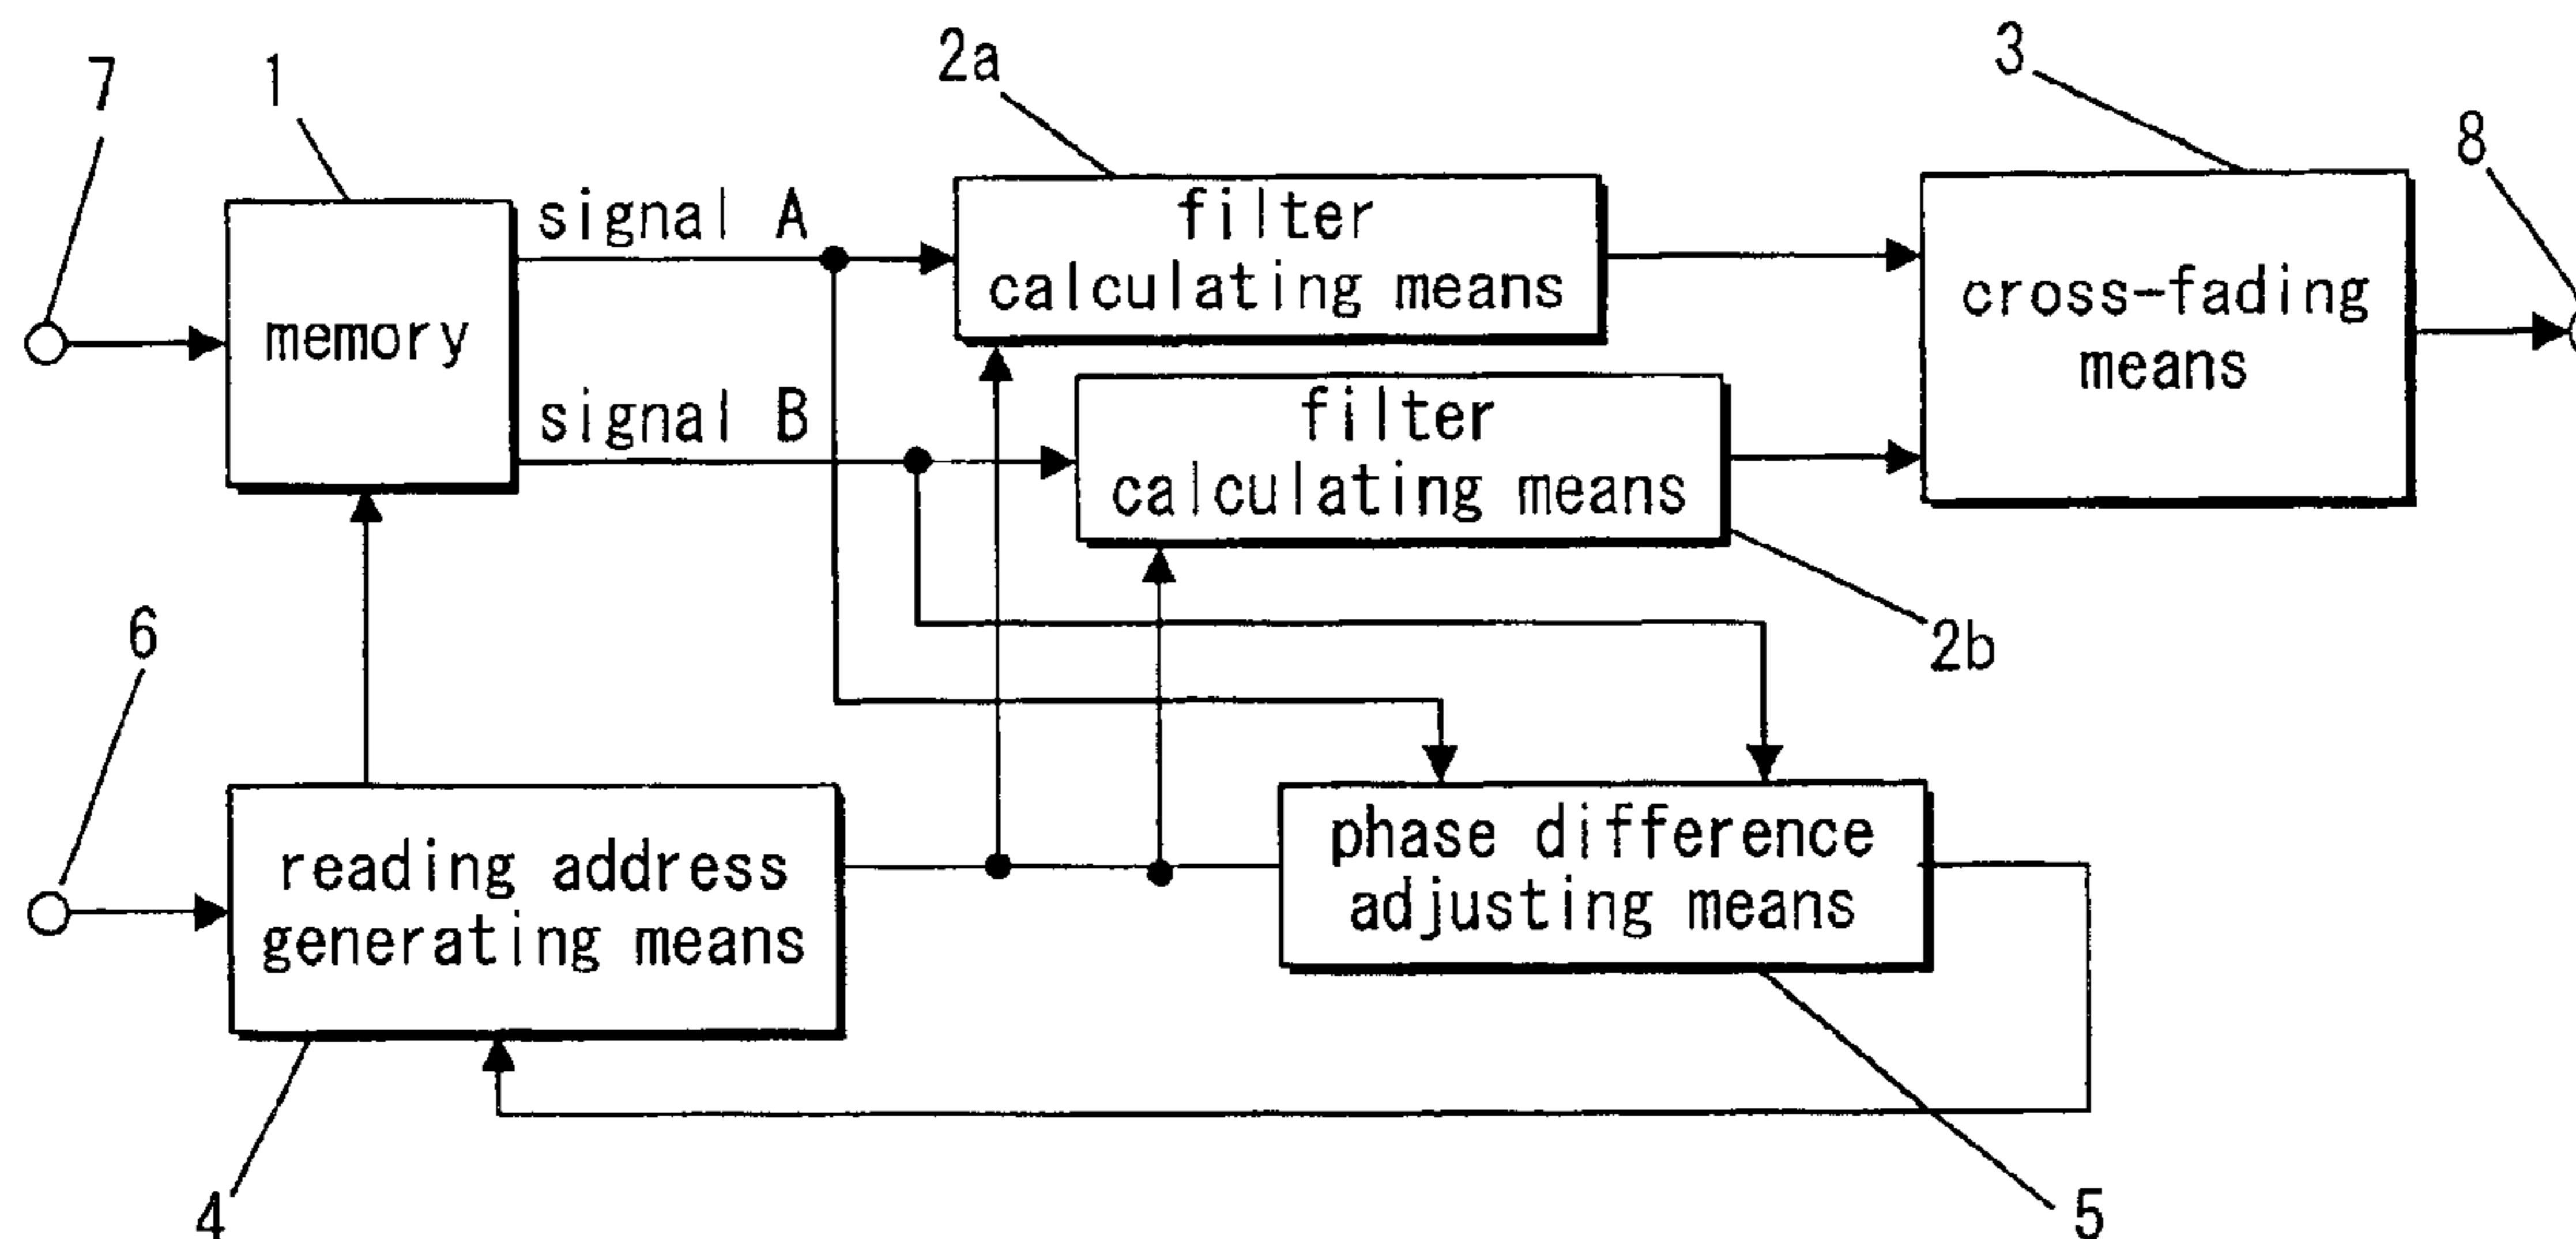 7
1
2a
3
8
signal A
filter
calculating means
memory
cross-fading
means
signal B
filter
calculating means
6
2b
reading address
generating means
phase difference
adjusting means
4
5